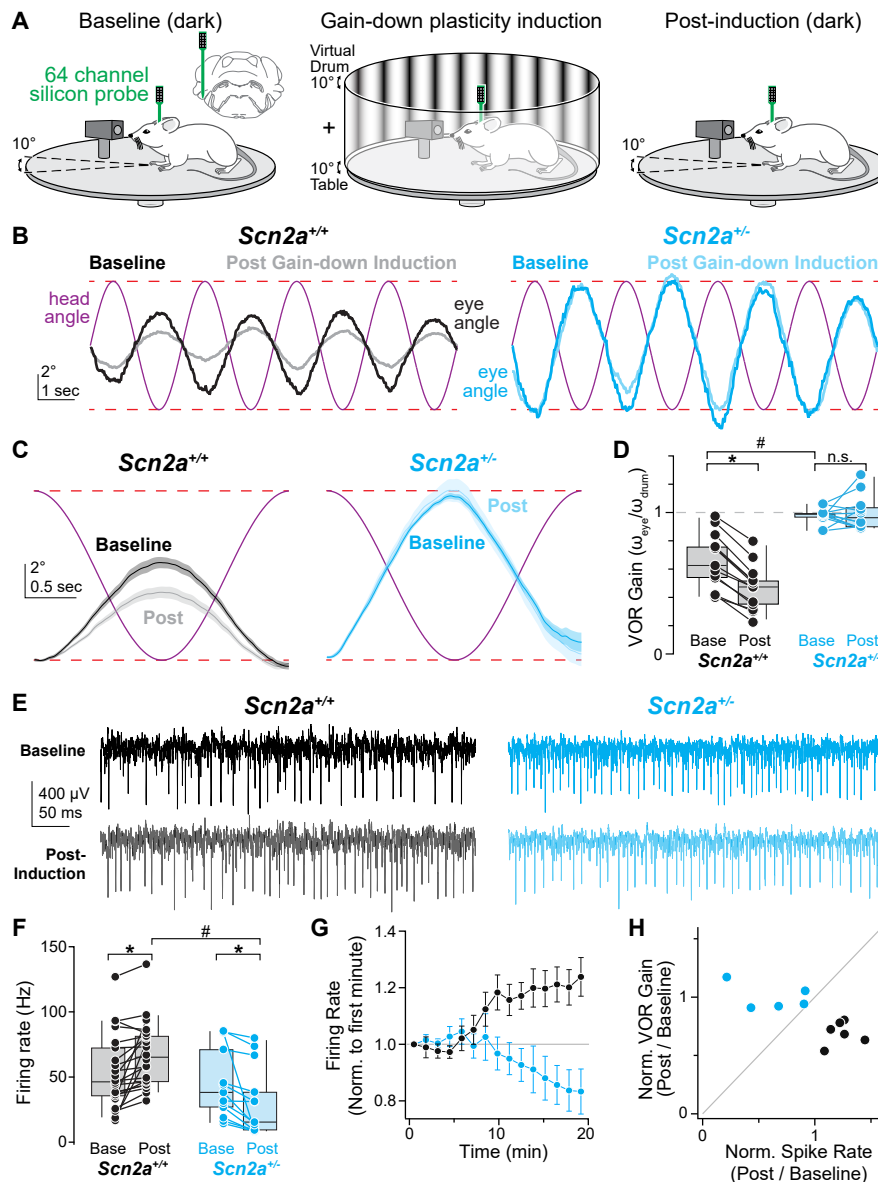 A
Baseline (dark)
Gain-down plasticity induction
Post-induction (dark)
64 channel
silicon probe
10°
Virtual
Drum
10°
+
10°
Table
10°
B
Scn2a+/+
Scn2a+/-
Baseline
Post Gain-down Induction
Baseline
Post Gain-down Induction
head
angle
eye
angle
2°
1 sec
eye
angle
C
Scn2a+/+
Scn2a+/-
Baseline
Post
2°
0.5 sec
Post
Baseline
D
#
*
n.s.
VOR Gain (ωeye/ωdrum)
1
0
Base
Post
Base
Post
Scn2a+/+
Scn2a+/-
E
Scn2a+/+
Scn2a+/-
Baseline
400 µV
50 ms
Post-
Induction
F
#
*
*
Firing rate (Hz)
150
100
50
0
Base
Post
Base
Post
Scn2a+/+
Scn2a+/-
G
Firing Rate
(Norm. to first minute)
1.4
1.2
1.0
0.8
0
10
20
Time (min)
H
Norm. VOR Gain
(Post / Baseline)
1
0
0
1
Norm. Spike Rate
(Post / Baseline)